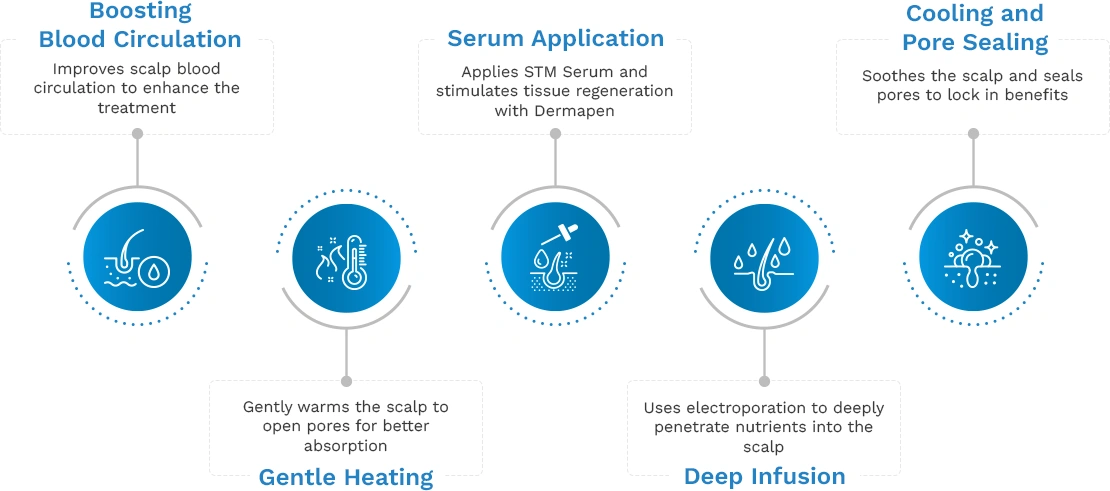 Boosting
Blood Circulation
Improves scalp blood
circulation to enhance the
treatment
Gently warms the scalp to
open pores for better
absorption
Gentle Heating
Serum Application
Applies STM Serum and
stimulates tissue regeneration
with Dermapen
Uses electroporation to deeply
penetrate nutrients into the
scalp
Deep Infusion
Cooling and
Pore Sealing
Soothes the scalp and seals
pores to lock in benefits